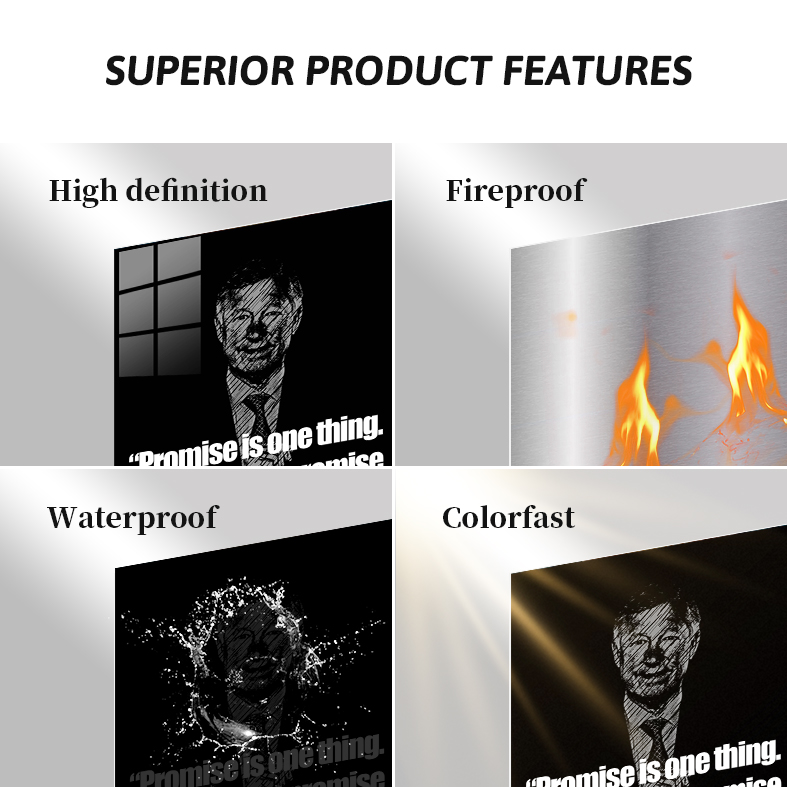 SUPERIOR PRODUCT FEATURES
High definition
Fireproof
“Promise is one thing.
Waterproof
Colorfast
“Promise is one thing.
“Promise is one thing.